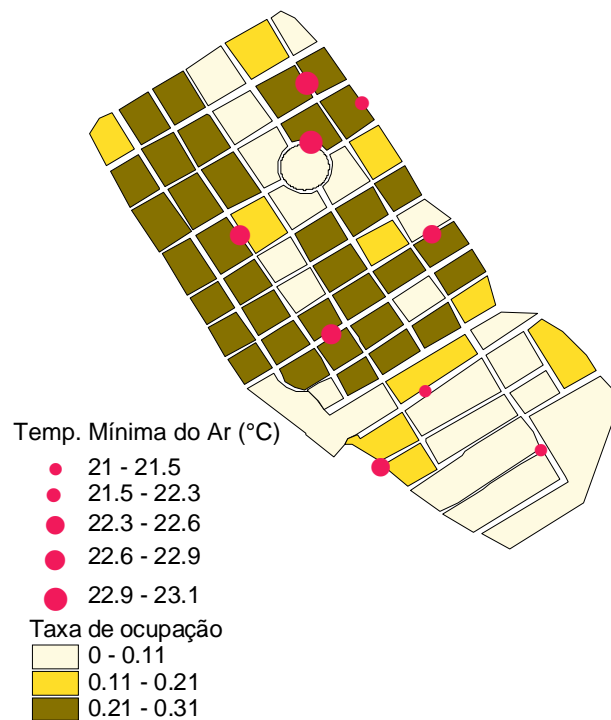 Temp. Mínima do Ar (°C)
21 - 21.5
21.5 - 22.3
22.3 - 22.6
22.6 - 22.9
22.9 - 23.1
Taxa de ocupação
0 - 0.11
0.11 - 0.21
0.21 - 0.31